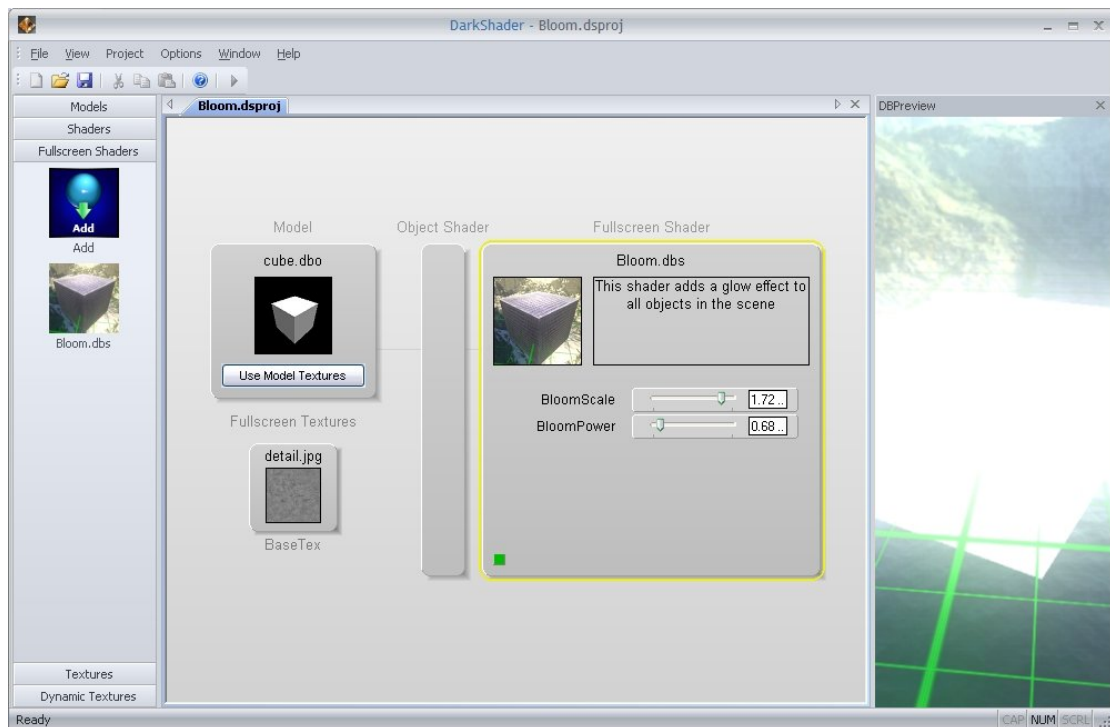 DarkShader - Bloom.dsproj
File View Project Options Window Help
Models
Shaders
Fullscreen Shaders
Add
Add
Bloom.dbs
Textures
Dynamic Textures
Bloom.dsproj
Model
Object Shader
Fullscreen Shader
cube.dbo
Use Model Textures
Fullscreen Textures
detail.jpg
BaseTex
Bloom.dbs
This shader adds a glow effect to
all objects in the scene
BloomScale 1.72..
BloomPower 0.68..
DBPreview
Ready
CAP NUM SCRL